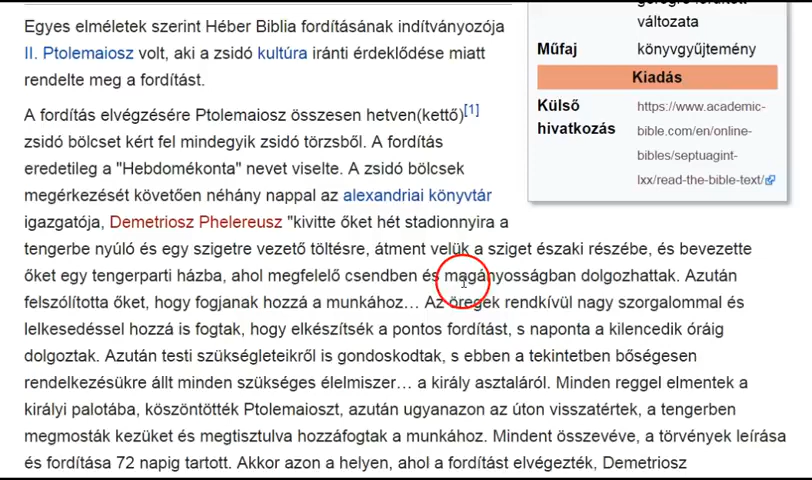 Egyes elméletek szerint Héber Biblia fordításának indítványozója
II. Ptolemaiosz volt, aki a zsidó kultúra iránti érdeklődése miatt
rendelte meg a fordítást.
A fordítás elvégzésére Ptolemaiosz összesen hetven(kettő)[1]
zsidó bölcset kért fel mindegyik zsidó törzsből. A fordítás
eredetileg a "Hebdomékonta" nevet viselte. A zsidó bölcsek
megérkezését követően néhány nappal az alexandriai könyvtár
igazgatója, Demetriosz Phelereusz "kivitte őket hét stadionnyira a
tengerbe nyúló és egy szigetre vezető töltésre, átment velük a sziget északi részébe, és bevezette
őket egy tengerparti házba, ahol megfelelő csendben és magányosságban dolgozhattak. Azután
felszólította őket, hogy fogjanak hozzá a munkához… Az öregek rendkívül nagy szorgalommal és
lelkesedéssel hozzá is fogtak, hogy elkészítsék a pontos fordítást, s naponta a kilencedik óráig
dolgoztak. Azután testi szükségleteikről is gondoskodtak, s ebben a tekintetben bőségesen
rendelkezésükre állt minden szükséges élelmiszer… a király asztaláról. Minden reggel elmentek a
királyi palotába, köszöntötték Ptolemaioszt, azután ugyanazon az úton visszatértek, a tengerben
megmosták kezüket és megtisztulva hozzáfogtak a munkához. Mindent összevéve, a törvények leírása
és fordítása 72 napig tartott. Akkor azon a helyen, ahol a fordítást elvégezték, Demetriosz
görögre fordított
változata
Műfaj könyvgyűjtemény
Kiadás
Külső https://www.academic-
hivatkozás bible.com/en/online-
bibles/septuagint-
lxx/read-the-bible-text/